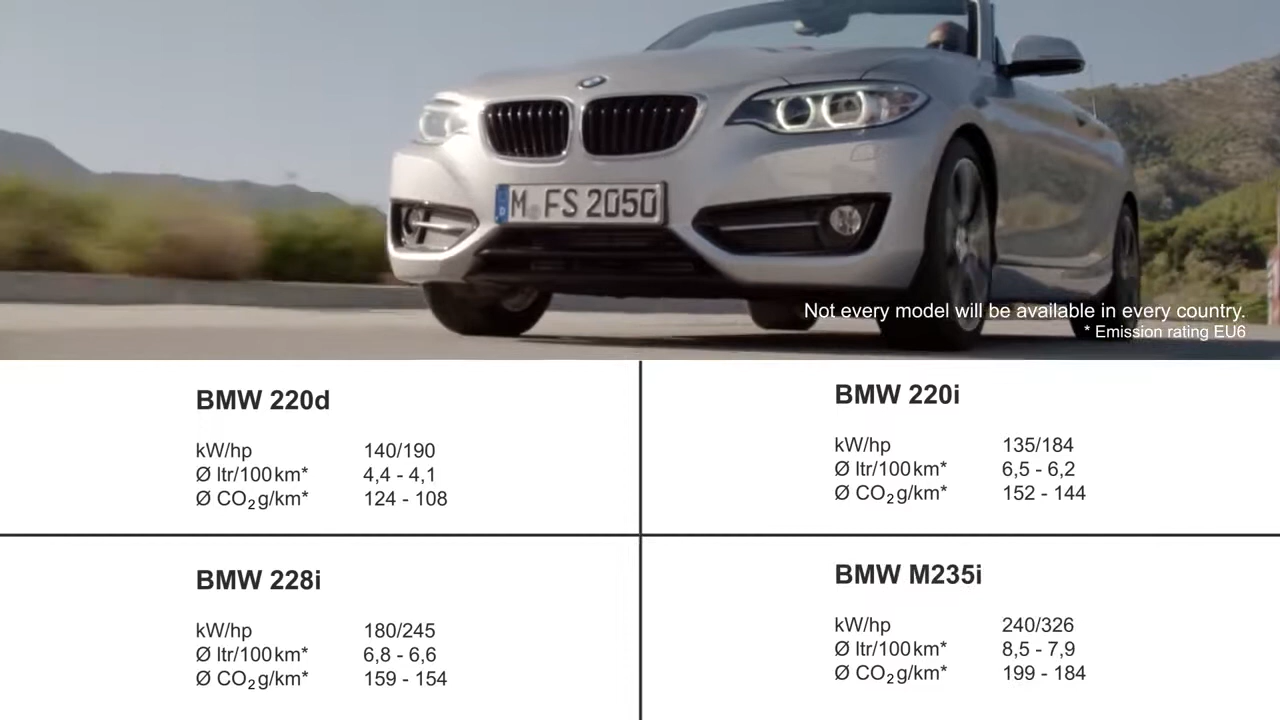 M FS 2050
Not every model will be available in every country.
* Emission rating EU6
BMW 220d
kW/hp 140/190
Ø ltr/100km* 4,4 - 4,1
Ø CO₂g/km* 124 - 108
BMW 220i
kW/hp 135/184
Ø ltr/100km* 6,5 - 6,2
Ø CO₂g/km* 152 - 144
BMW 228i
kW/hp 180/245
Ø ltr/100km* 6,8 - 6,6
Ø CO₂g/km* 159 - 154
BMW M235i
kW/hp 240/326
Ø ltr/100km* 8,5 - 7,9
Ø CO₂g/km* 199 - 184